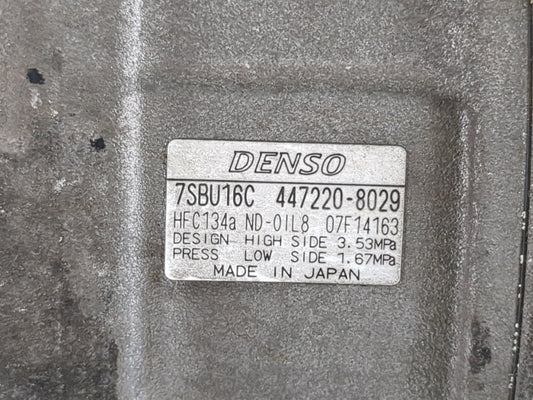 DENSO
7SBU16C 447220-8029
HFC134a ND-OIL8 07F14163
DESIGN HIGH SIDE 3.53MPa
PRESS LOW SIDE 1.67MPa
MADE IN JAPAN